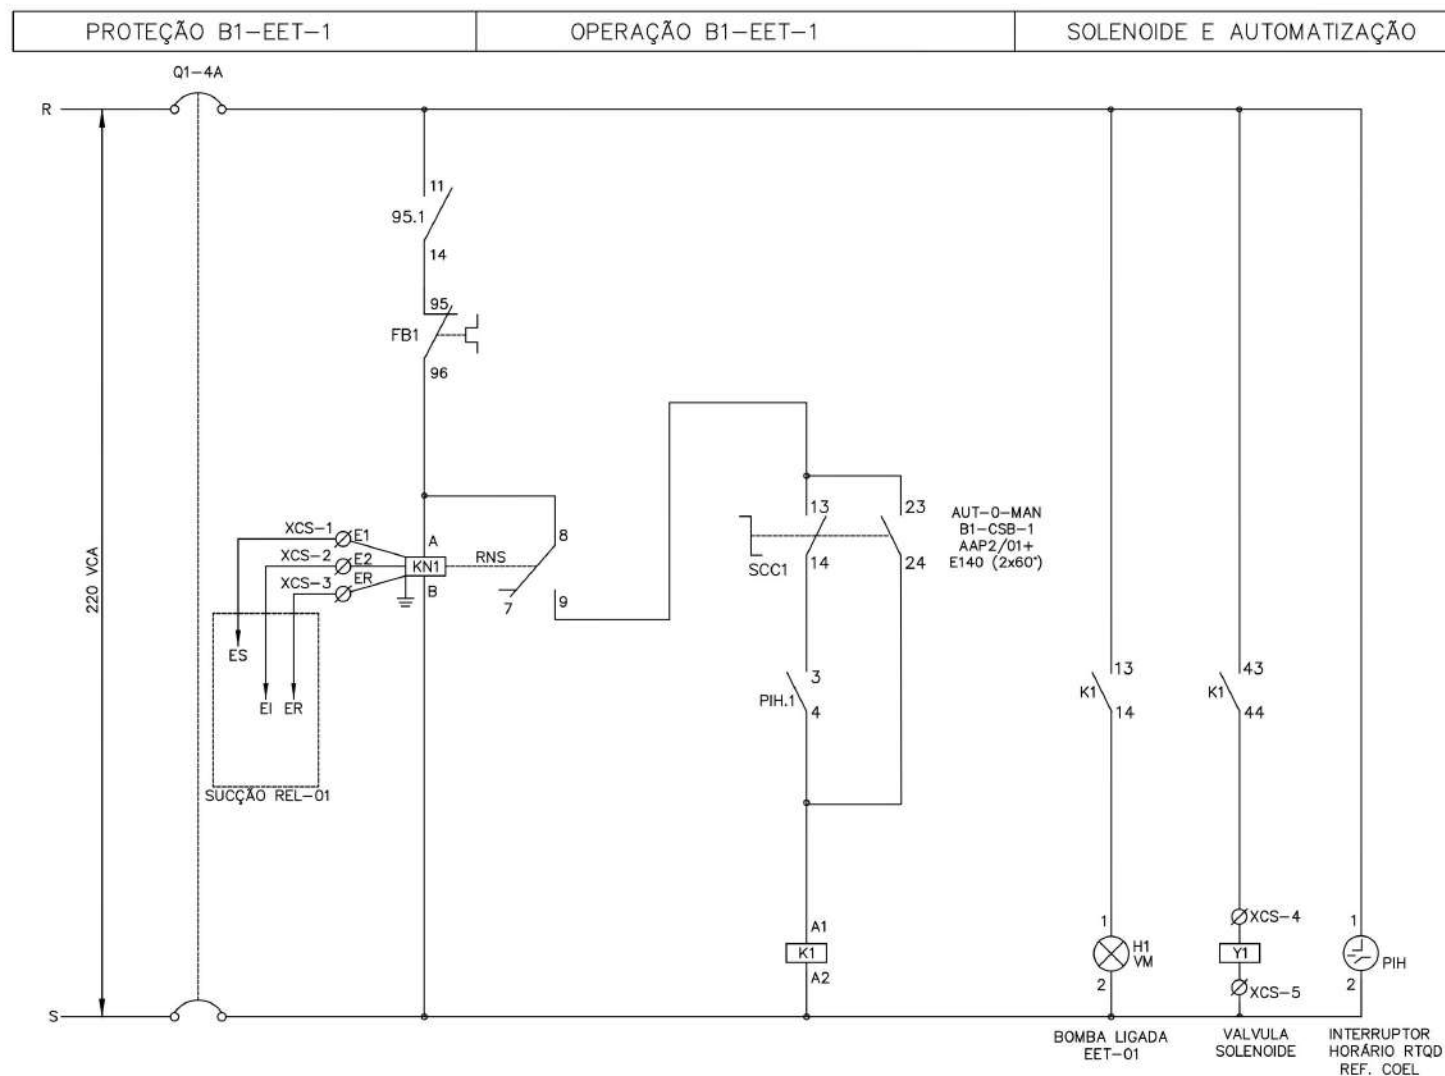 PROTEÇÃO B1-EET-1
OPERAÇÃO B1-EET-1
SOLENOIDE E AUTOMATIZAÇÃO
Q1-4A
R
220 VCA
S
11
95.1
14
95
FB1
96
XCS-1
E1
XCS-2
E2
XCS-3
ER
A
KN1
B
RNS
8
7
9
ES
EI
ER
SUCÇÃO REL-01
13
23
SCC1
14
24
AUT-0-MAN
B1-CSB-1
AAP2/01+
E140 (2x60°)
3
PIH.1
4
A1
K1
A2
13
K1
14
1
H1
VM
2
BOMBA LIGADA
EET-01
43
K1
44
XCS-4
Y1
XCS-5
VALVULA
SOLENOIDE
1
PIH
2
INTERRUPTOR
HORÁRIO RTQD
REF. COEL